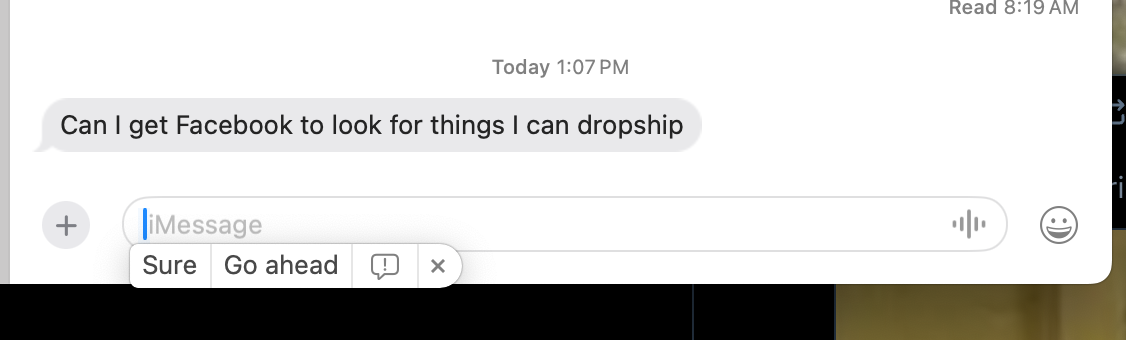 Read 8:19 AM
Today 1:07 PM
Can I get Facebook to look for things I can dropship
iMessage
Sure Go ahead